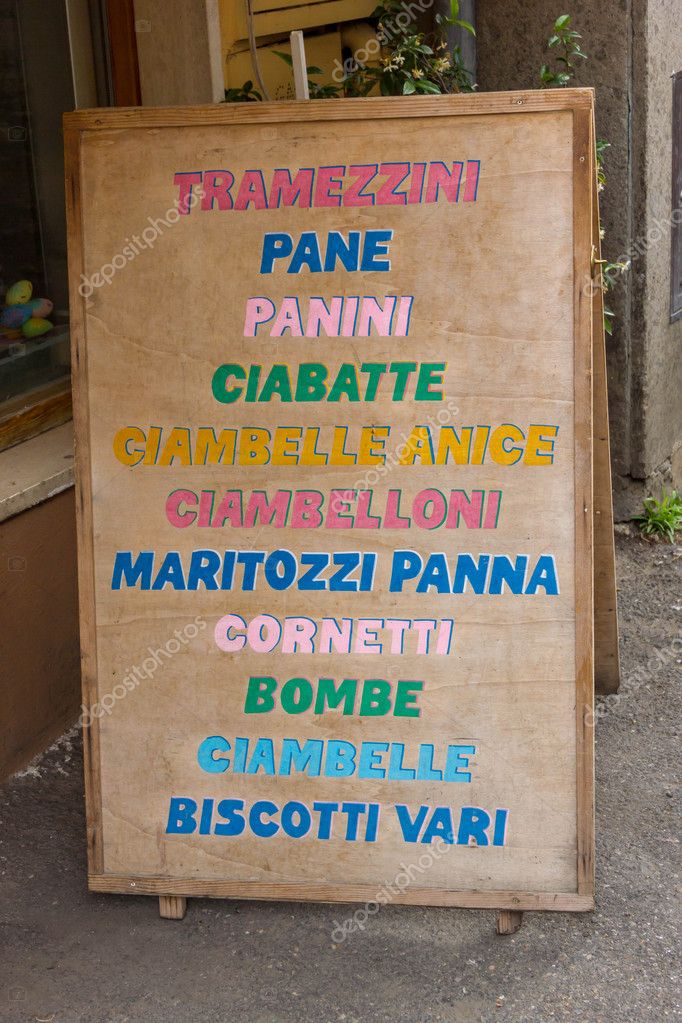 TRAMEZZINI
PANE
PANINI
CIABATTE
CIAMBELLE ANICE
CIAMBELLONI
MARITOZZI PANNA
CORNETTI
BOMBE
CIAMBELLE
BISCOTTI VARI
depositphotos
depositphotos
depositphotos
depositphotos
depositphotos
depositphotos
depositphotos
depositphotos